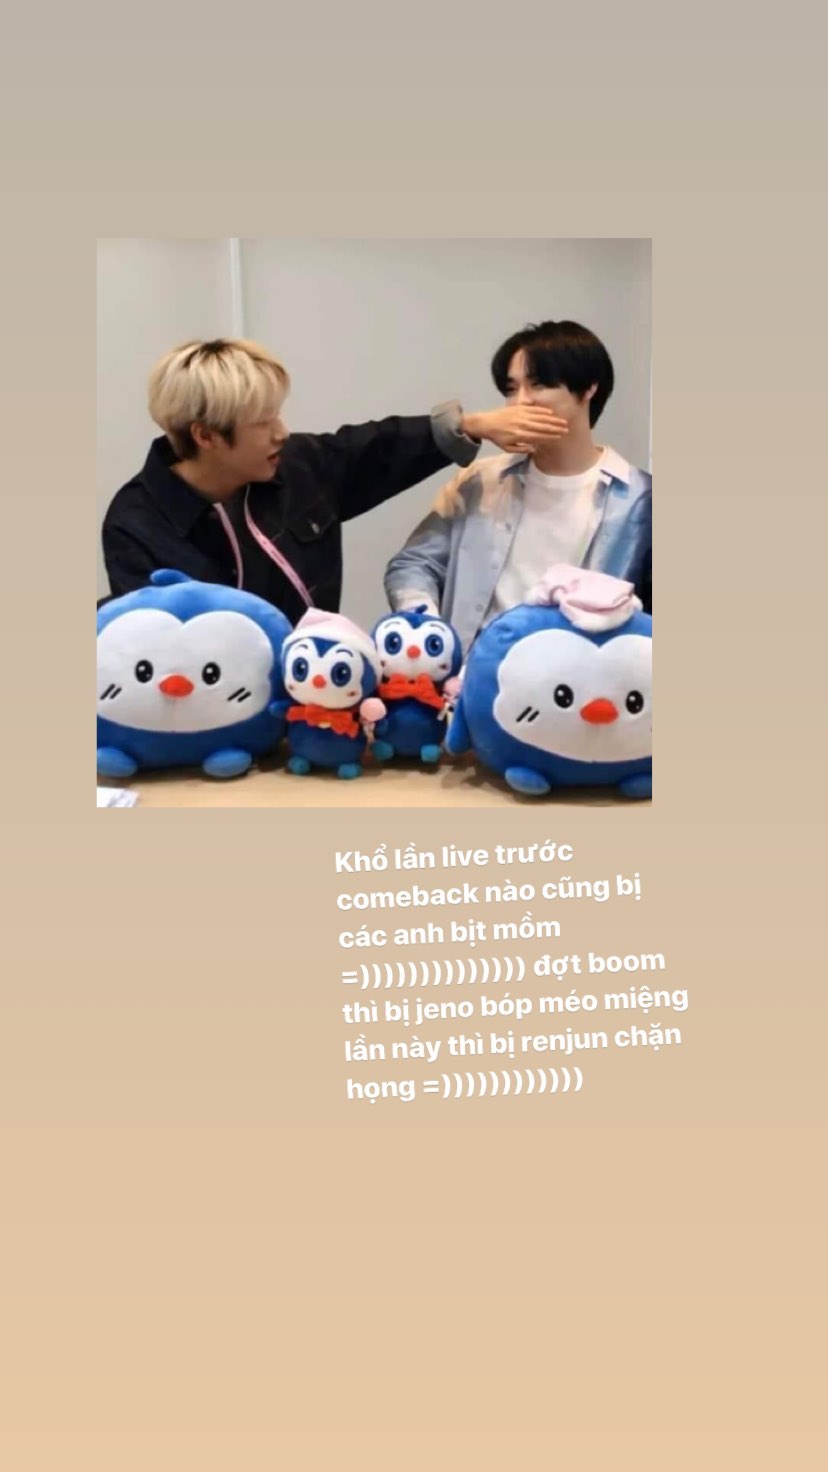 Khổ lần live trước
comeback nào cũng bị
các anh bịt mồm
=)))))))))))))) đợt boom
thì bị jeno bóp méo miệng
lần này thì bị renjun chặn
họng =))))))))))))